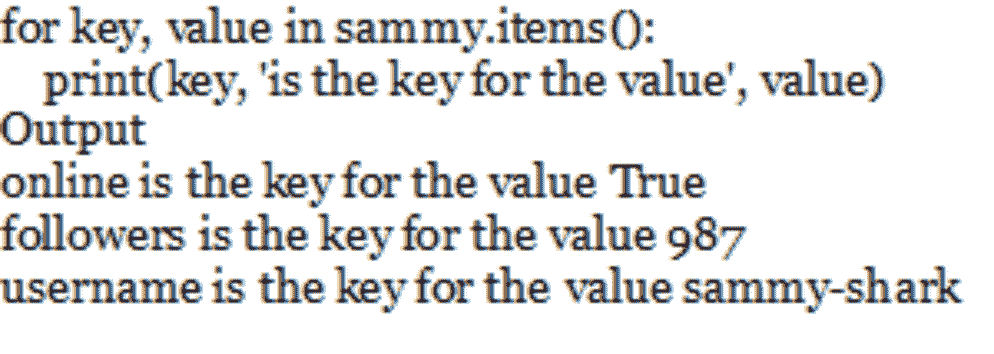 for key, value in sammy.items():
    print(key, 'is the key for the value', value)
Output
online is the key for the value True
followers is the key for the value 987
username is the key for the value sammy-shark